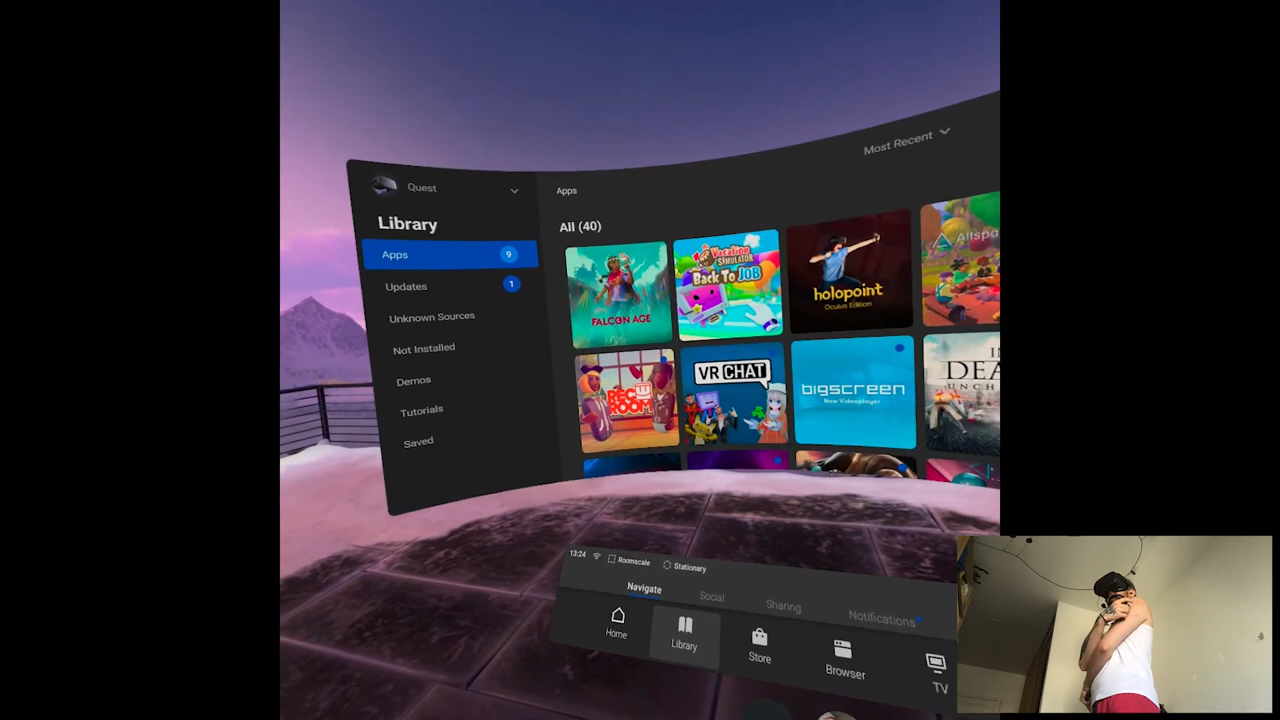 Most Recent
Quest
Apps
Library
All (40)
Apps 9
Updates 1
Unknown Sources
Not Installed
Demos
Tutorials
Saved
FALCON AGE
Vacation
SIMULATOR
Back To JOB
holopoint
Oculus Edition
REC
ROOM
VRCHAT
bigscreen
New Videoplayer
13:24 Roomscale Stationary
Navigate Social Sharing Notifications
Home Library Store Browser TV